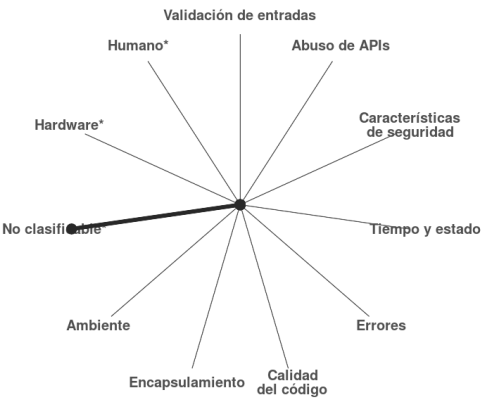 Validación de entradas
Humano*
Abuso de APIs
Hardware*
Características
de seguridad
No clasificable*
Tiempo y estado
Ambiente
Errores
Encapsulamiento
Calidad
del código